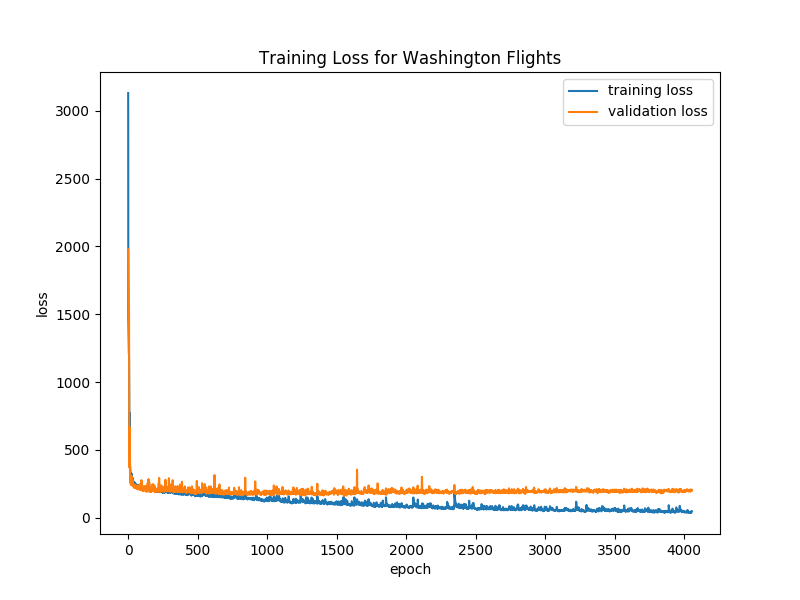 Training Loss for Washington Flights
training loss
validation loss
3000
2500
2000
1500
1000
500
0
loss
0 500 1000 1500 2000 2500 3000 3500 4000
epoch